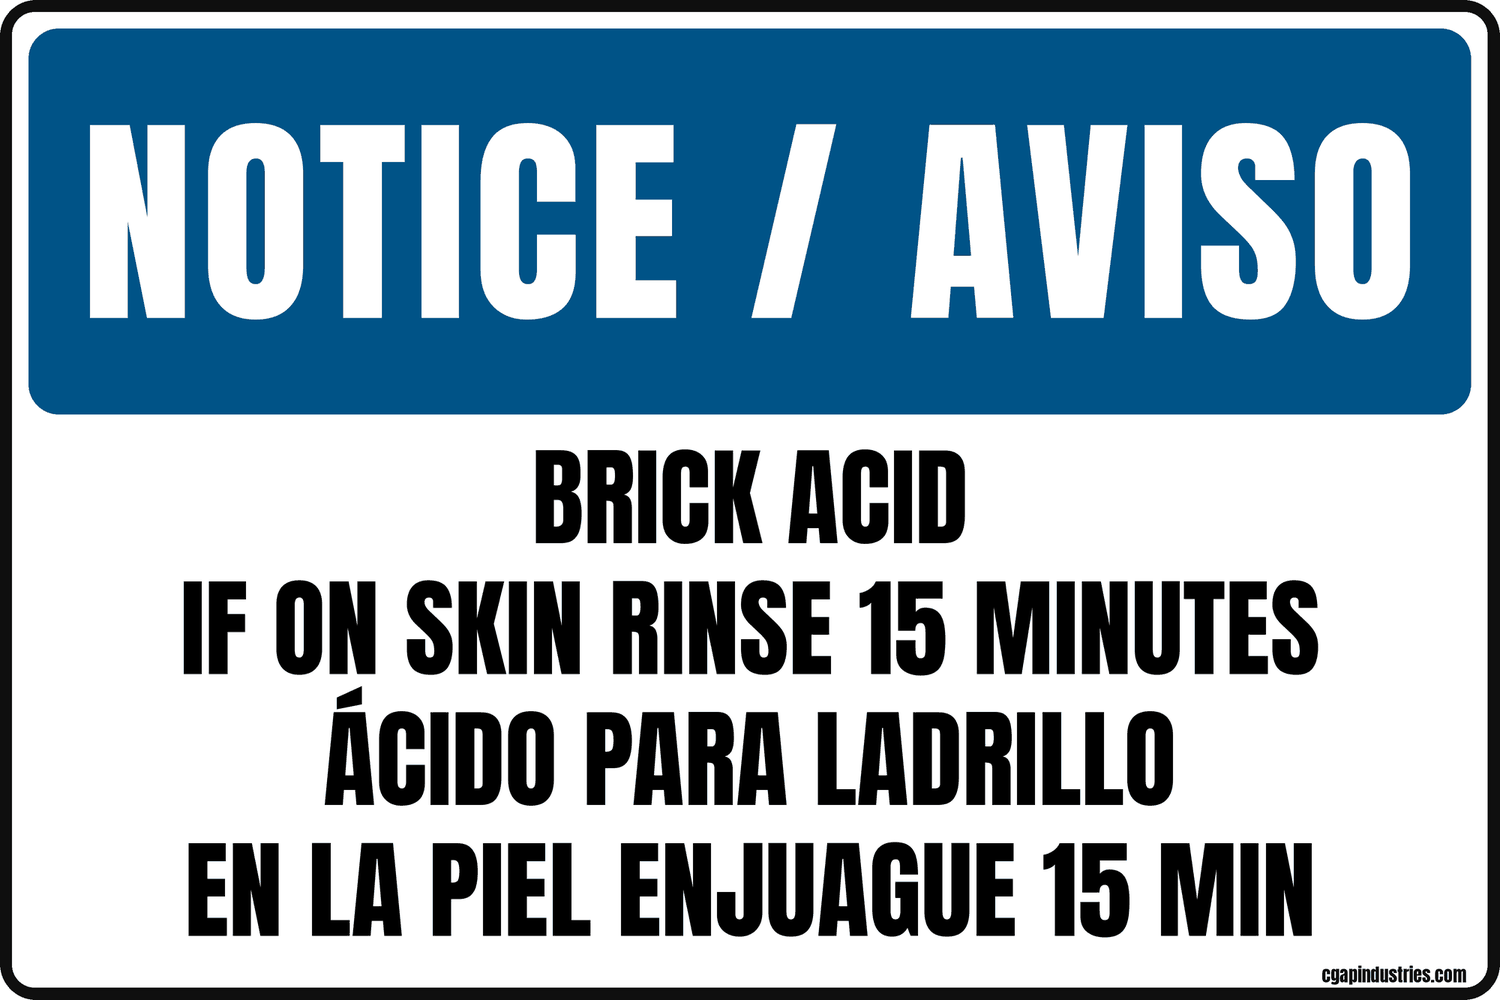 NOTICE / AVISO
BRICK ACID
IF ON SKIN RINSE 15 MINUTES
ÁCIDO PARA LADRILLO
EN LA PIEL ENJUAGUE 15 MIN
cgapindustries.com